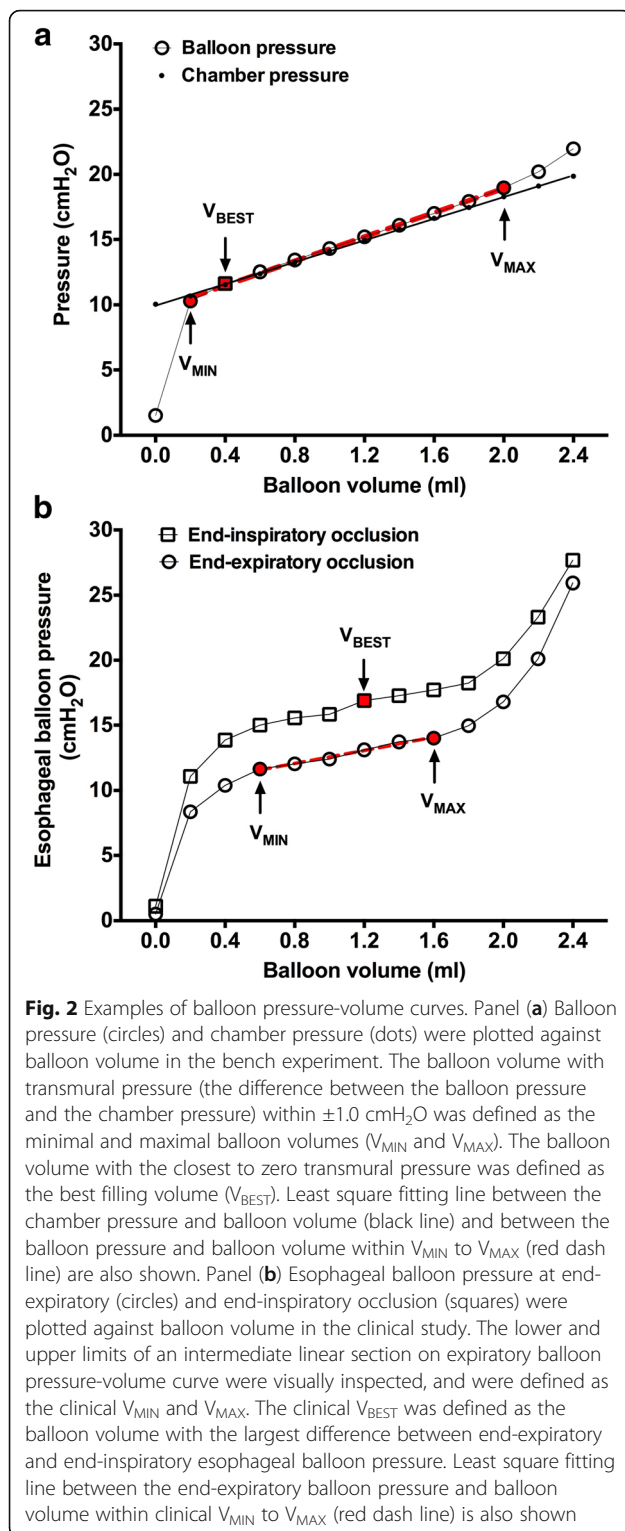 a
30
25
20
15
10
5
0
Pressure (cmH2O)
Balloon pressure
Chamber pressure
VBEST
VMIN
VMAX
0.0 0.4 0.8 1.2 1.6 2.0 2.4
Balloon volume (ml)
b
30
25
20
15
10
5
0
Esophageal balloon pressure
(cmH2O)
End-inspiratory occlusion
End-expiratory occlusion
VBEST
VMIN
VMAX
0.0 0.4 0.8 1.2 1.6 2.0 2.4
Balloon volume (ml)
Fig. 2 Examples of balloon pressure-volume curves. Panel (a) Balloon
pressure (circles) and chamber pressure (dots) were plotted against
balloon volume in the bench experiment. The balloon volume with
transmural pressure (the difference between the balloon pressure
and the chamber pressure) within ±1.0 cmH2O was defined as the
minimal and maximal balloon volumes (VMIN and VMAX). The balloon
volume with the closest to zero transmural pressure was defined as
the best filling volume (VBEST). Least square fitting line between the
chamber pressure and balloon volume (black line) and between the
balloon pressure and balloon volume within VMIN to VMAX (red dash
line) are also shown. Panel (b) Esophageal balloon pressure at end-
expiratory (circles) and end-inspiratory occlusion (squares) were
plotted against balloon volume in the clinical study. The lower and
upper limits of an intermediate linear section on expiratory balloon
pressure-volume curve were visually inspected, and were defined as
the clinical VMIN and VMAX. The clinical VBEST was defined as the
balloon volume with the largest difference between end-expiratory
and end-inspiratory esophageal balloon pressure. Least square fitting
line between the end-expiratory balloon pressure and balloon
volume within clinical VMIN to VMAX (red dash line) is also shown